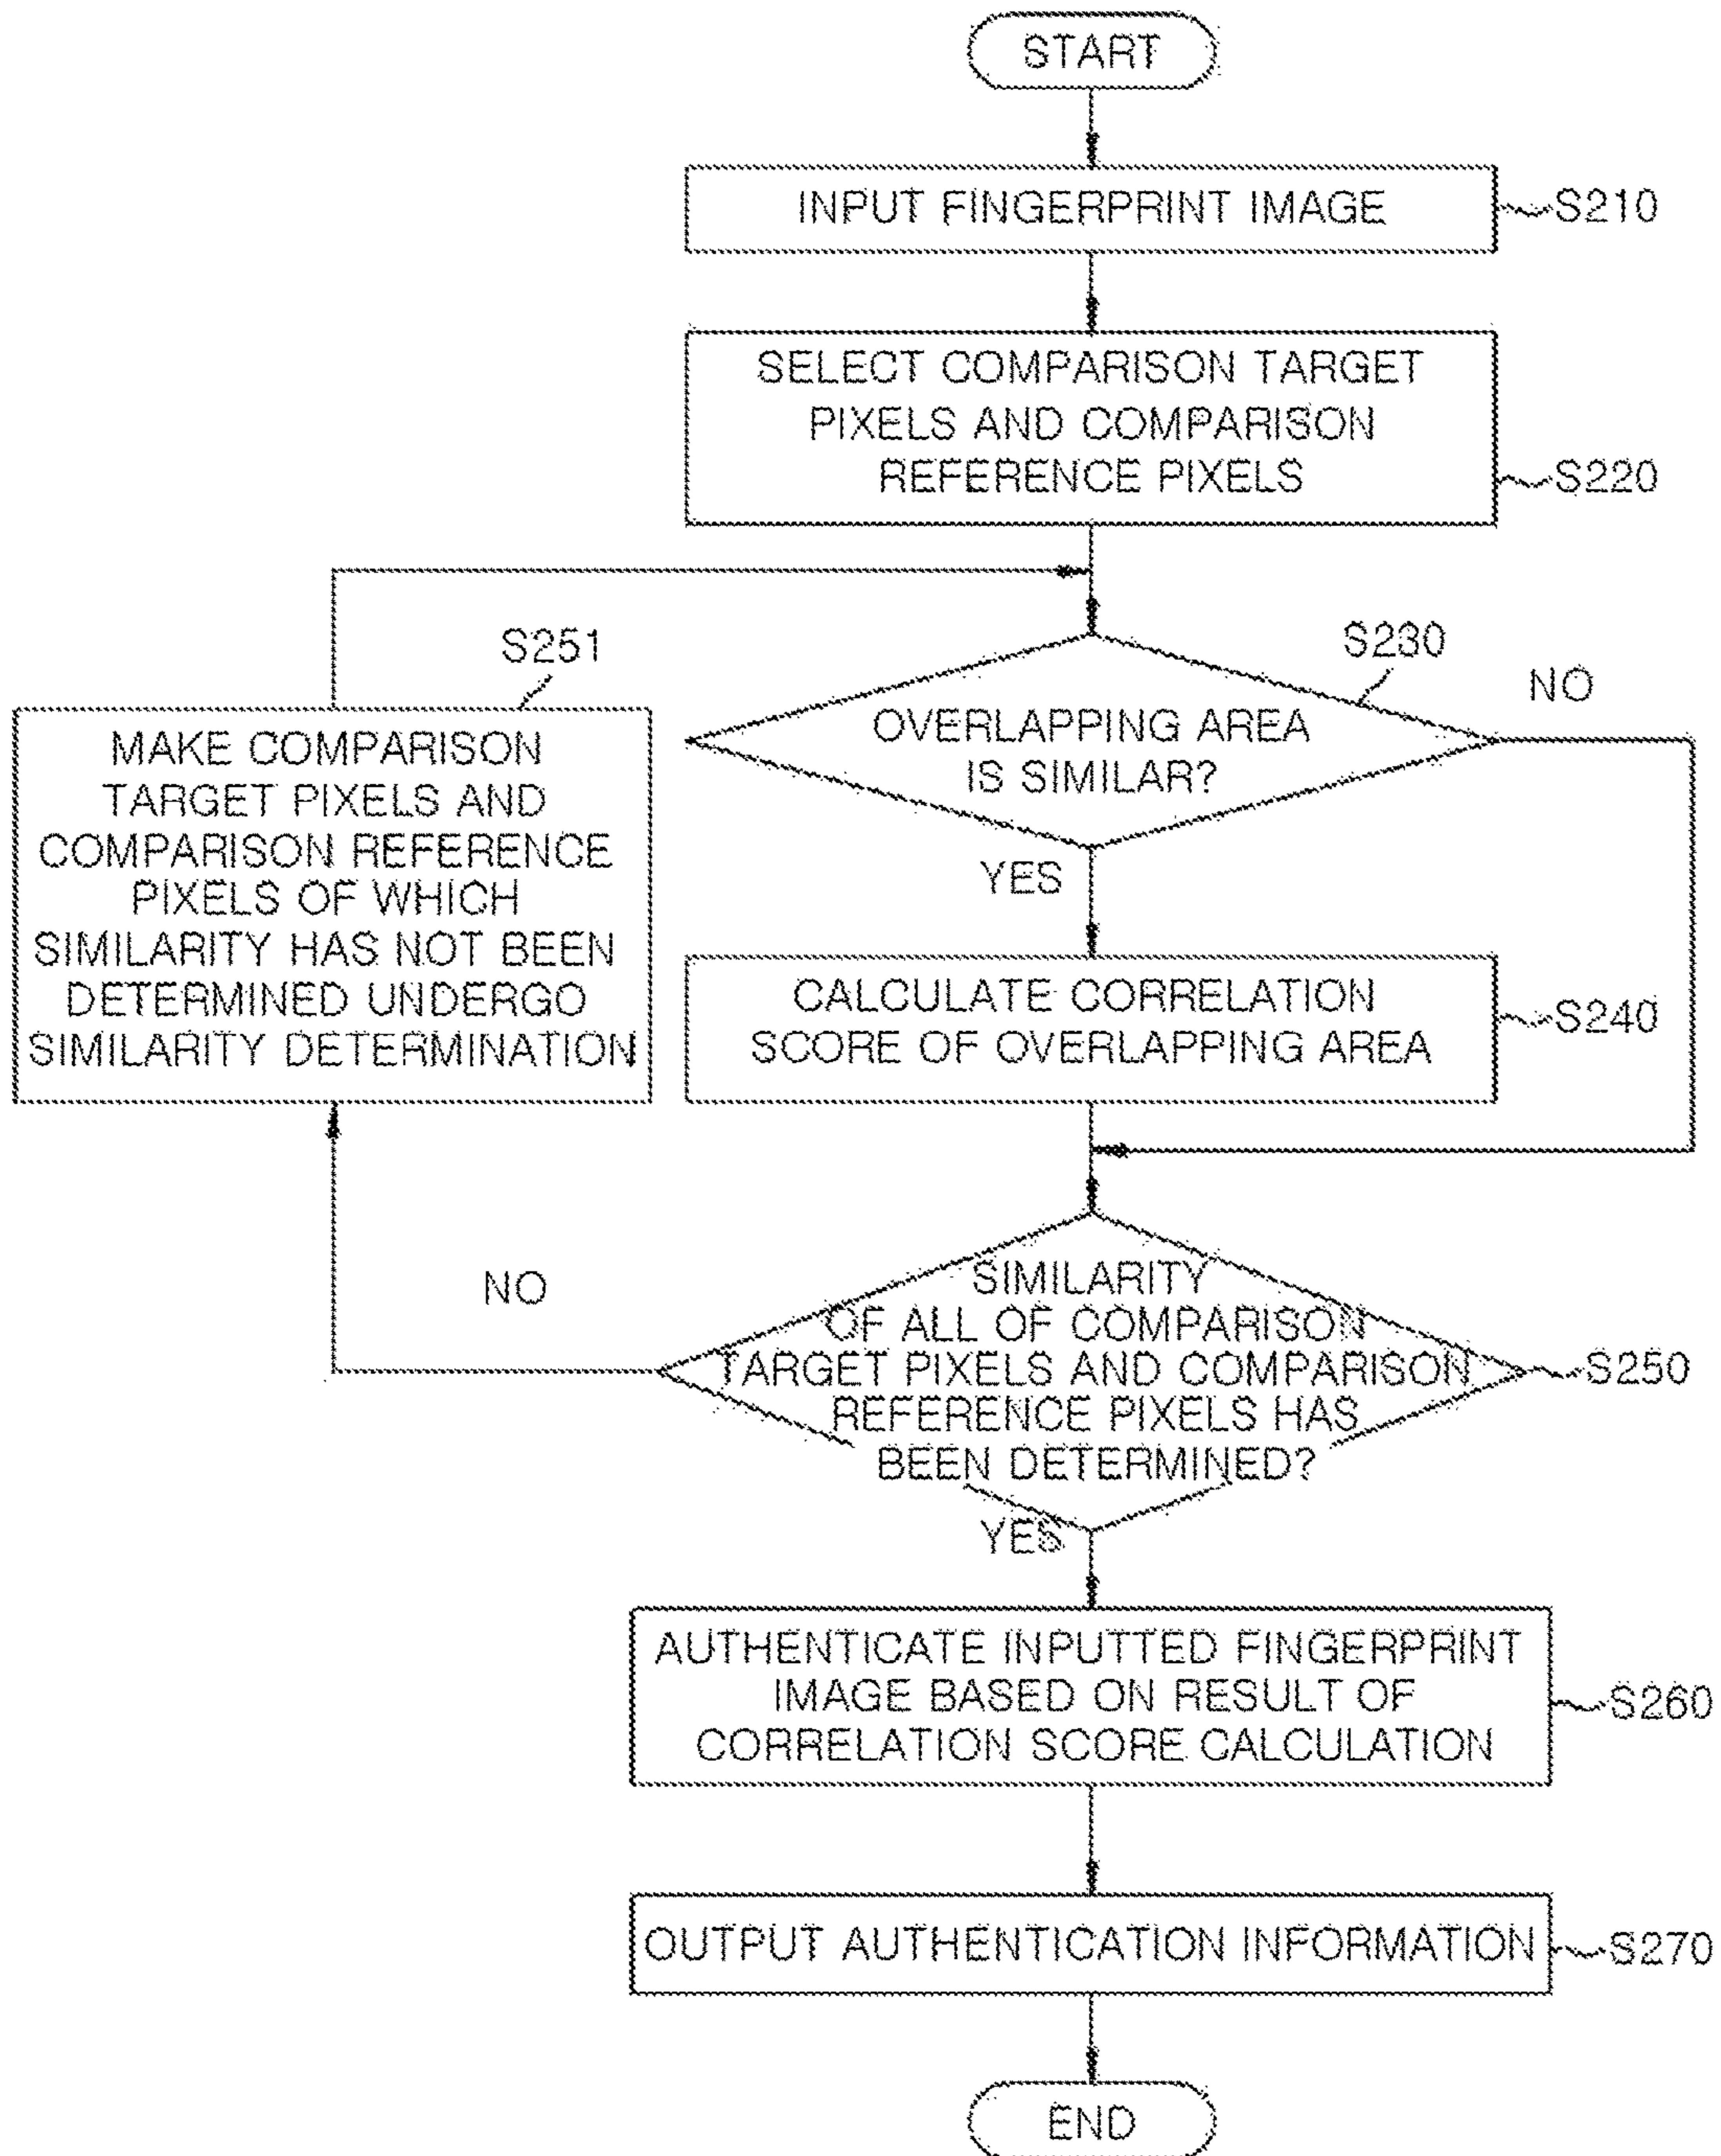 START
INPUT FINGERPRINT IMAGE
S210
SELECT COMPARISON TARGET
PIXELS AND COMPARISON
REFERENCE PIXELS
S220
S251
MAKE COMPARISON
TARGET PIXELS AND
COMPARISON REFERENCE
PIXELS OF WHICH
SIMILARITY HAS NOT BEEN
DETERMINED UNDERGO
SIMILARITY DETERMINATION
S230
NO
OVERLAPPING AREA
IS SIMILAR?
YES
CALCULATE CORRELATION
SCORE OF OVERLAPPING AREA
S240
NO
SIMILARITY
OF ALL OF COMPARISON
TARGET PIXELS AND COMPARISON
REFERENCE PIXELS HAS
BEEN DETERMINED?
S250
YES
AUTHENTICATE INPUTTED FINGERPRINT
IMAGE BASED ON RESULT OF
CORRELATION SCORE CALCULATION
S260
OUTPUT AUTHENTICATION INFORMATION
S270
END